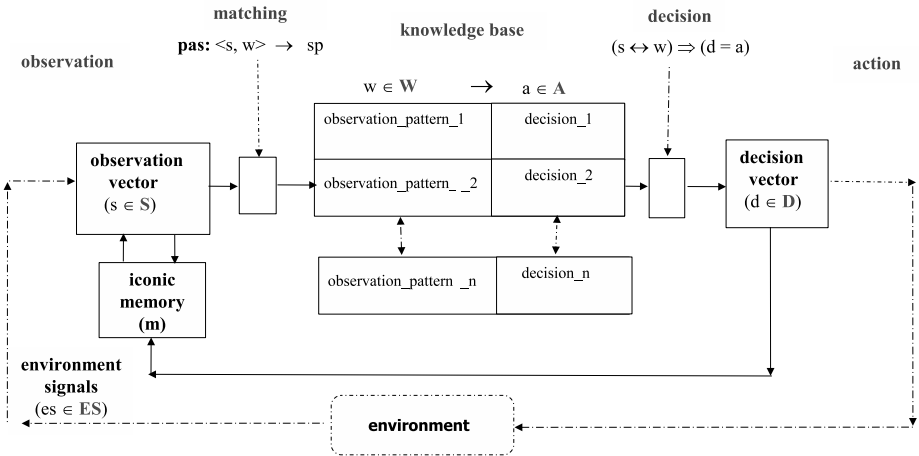 matching
decision
knowledge base
pas: <s, w> → sp
(s ↔ w) ⇒ (d = a)
observation
action
w ∈ W → a ∈ A
observation_pattern_1
decision_1
observation
vector
(s ∈ S)
observation_pattern_ _2
decision_2
decision
vector
(d ∈ D)
iconic
memory
(m)
observation_pattern _n
decision_n
environment
signals
(es ∈ ES)
environment